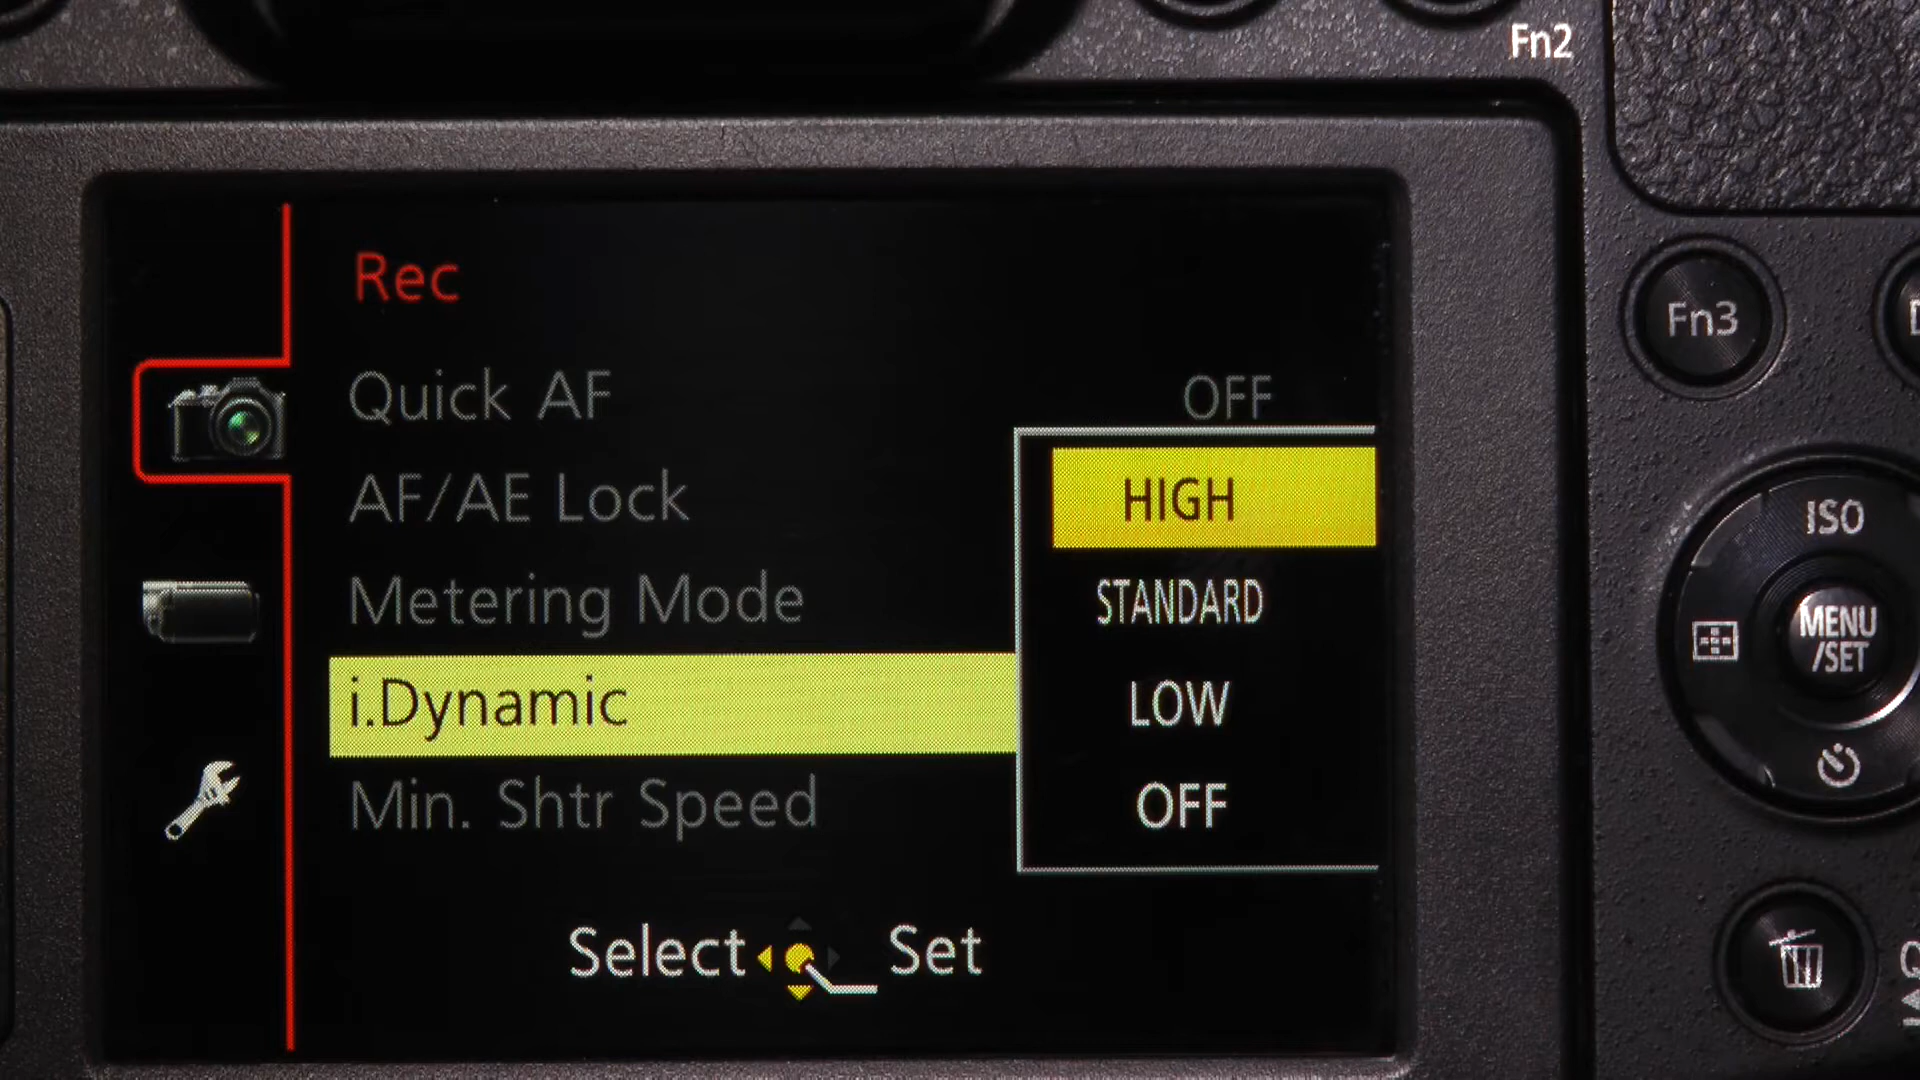 Fn2
Rec
Quick AF OFF
AF/AE Lock
HIGH
Metering Mode
STANDARD
i.Dynamic
LOW
Min. Shtr Speed
OFF
Select Set
Fn3
ISO
MENU
/SET